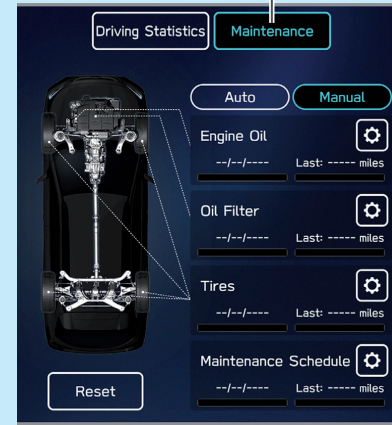 Driving Statistics
Maintenance
Auto
Manual
Engine Oil
--/--/---- Last: ----- miles
Oil Filter
--/--/---- Last: ----- miles
Tires
--/--/---- Last: ----- miles
Maintenance Schedule
--/--/---- Last: ----- miles
Reset